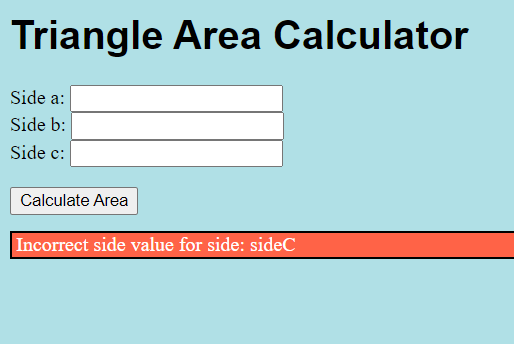 Triangle Area Calculator
Side a:
Side b:
Side c:
Calculate Area
Incorrect side value for side: sideC